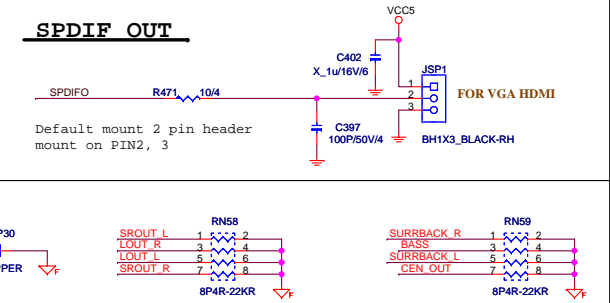 SPDIF OUT
VCC5
C402
X_1u/16V/6
JSP1
SPDIFO
R471
10/4
1
2
3
FOR VGA HDMI
Default mount 2 pin header
mount on PIN2, 3
C397
100P/50V/4
BH1X3_BLACK-RH
P30
PPER
F
RN58
SROUT_L 1 2
LOUT_R 3 4
LOUT_L 5 6
SROUT_R 7 8
8P4R-22KR
F
RN59
SURRBACK_R 1 2
BASS 3 4
SURRBACK_L 5 6
CEN_OUT 7 8
8P4R-22KR
F